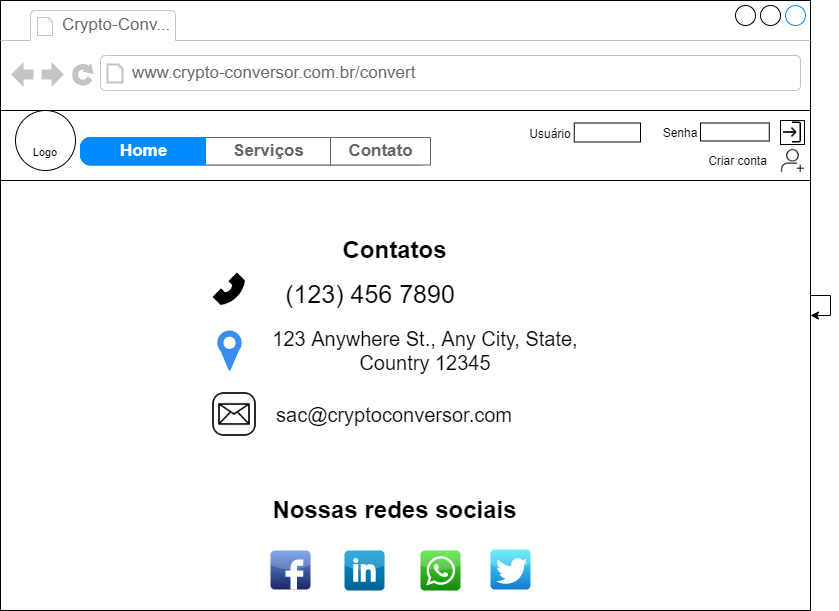 Crypto-Conv...
www.crypto-conversor.com.br/convert
Logo
Home Serviços Contato
Usuário Senha
Criar conta
Contatos
(123) 456 7890
123 Anywhere St., Any City, State,
Country 12345
sac@cryptoconversor.com
Nossas redes sociais
f in